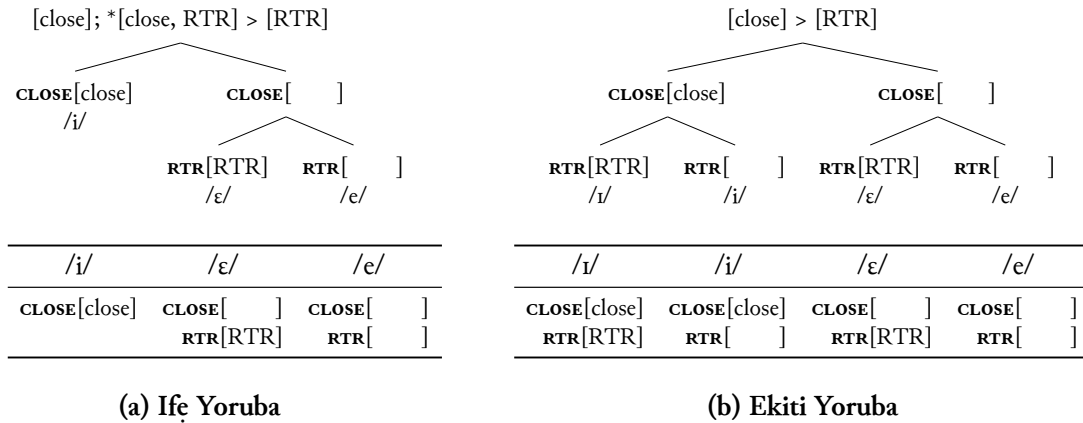 [close]; *[close, RTR] > [RTR]
CLOSE[close] CLOSE[ ]
/i/
RTR[RTR] RTR[ ]
/ɛ/ /e/
/i/ /ɛ/ /e/
CLOSE[close] CLOSE[ ] CLOSE[ ]
RTR[RTR] RTR[ ]
(a) Ifẹ Yoruba
[close] > [RTR]
CLOSE[close] CLOSE[ ]
RTR[RTR] RTR[ ] RTR[RTR] RTR[ ]
/ɪ/ /i/ /ɛ/ /e/
/ɪ/ /i/ /ɛ/ /e/
CLOSE[close] CLOSE[close] CLOSE[ ] CLOSE[ ]
RTR[RTR] RTR[ ] RTR[RTR] RTR[ ]
(b) Ekiti Yoruba